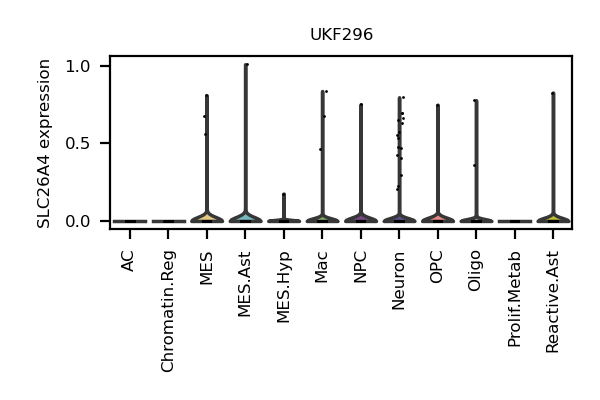 UKF296
SLC26A4 expression
1.0
0.5
0.0
AC
Chromatin.Reg
MES
MES.Ast
MES.Hyp
Mac
NPC
Neuron
OPC
Oligo
Prolif.Metab
Reactive.Ast